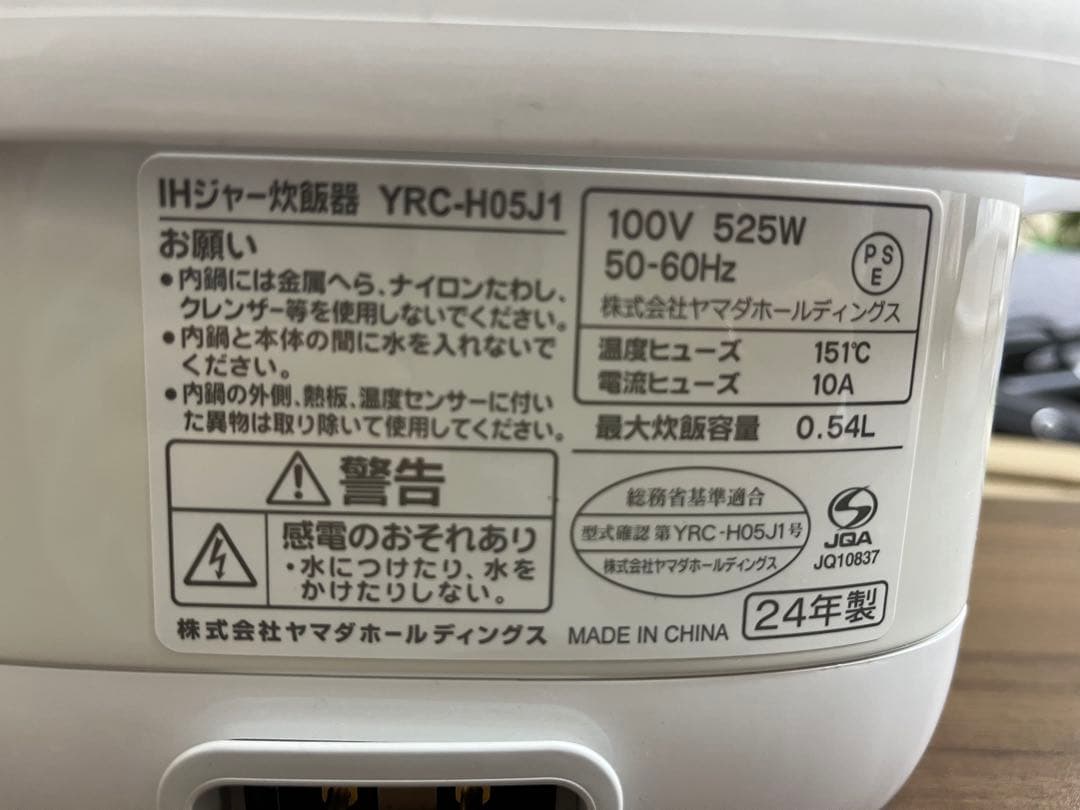 IHジャー炊飯器 YRC-H05J1
お願い
•内鍋には金属へら、ナイロンたわし、
クレンザー等を使用しないでください。
•内鍋と本体の間に水を入れないで
ください。
•内鍋の外側、熱板、温度センサーに付い
た異物は取り除いて使用してください。
警告
感電のおそれあり
・水につけたり、水を
かけたりしない。
株式会社ヤマダホールディングス
MADE IN CHINA
100V 525W
50-60Hz
PS
E
株式会社ヤマダホールディングス
温度ヒューズ 151℃
電流ヒューズ 10A
最大炊飯容量 0.54L
総務省基準適合
型式確認 第YRC-H05J1号
株式会社ヤマダホールディングス
JQA
JQ10837
24年製